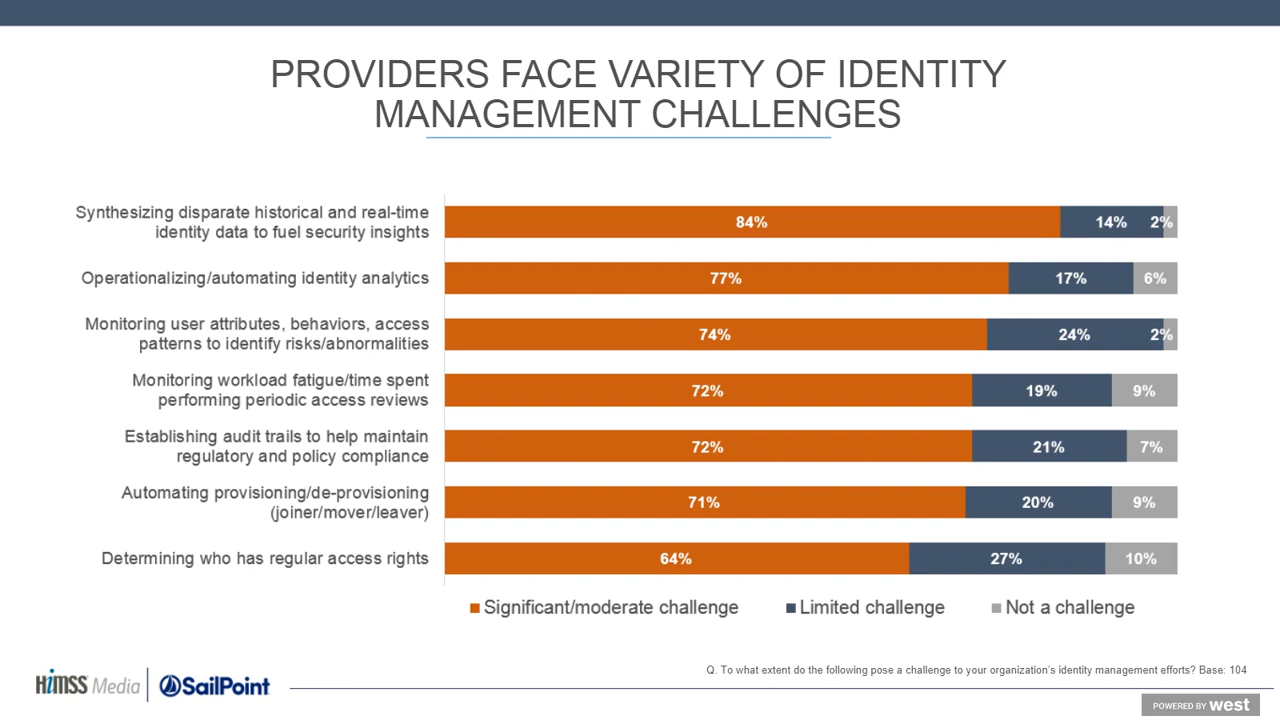 PROVIDERS FACE VARIETY OF IDENTITY
MANAGEMENT CHALLENGES
Synthesizing disparate historical and real-time
identity data to fuel security insights
84% 14% 2%
Operationalizing/automating identity analytics
77% 17% 6%
Monitoring user attributes, behaviors, access
patterns to identify risks/abnormalities
74% 24% 2%
Monitoring workload fatigue/time spent
performing periodic access reviews
72% 19% 9%
Establishing audit trails to help maintain
regulatory and policy compliance
72% 21% 7%
Automating provisioning/de-provisioning
(joiner/mover/leaver)
71% 20% 9%
Determining who has regular access rights
64% 27% 10%
Significant/moderate challenge Limited challenge Not a challenge
Q. To what extent do the following pose a challenge to your organization's identity management efforts? Base: 104
HiMSS Media SailPoint
POWERED BY west